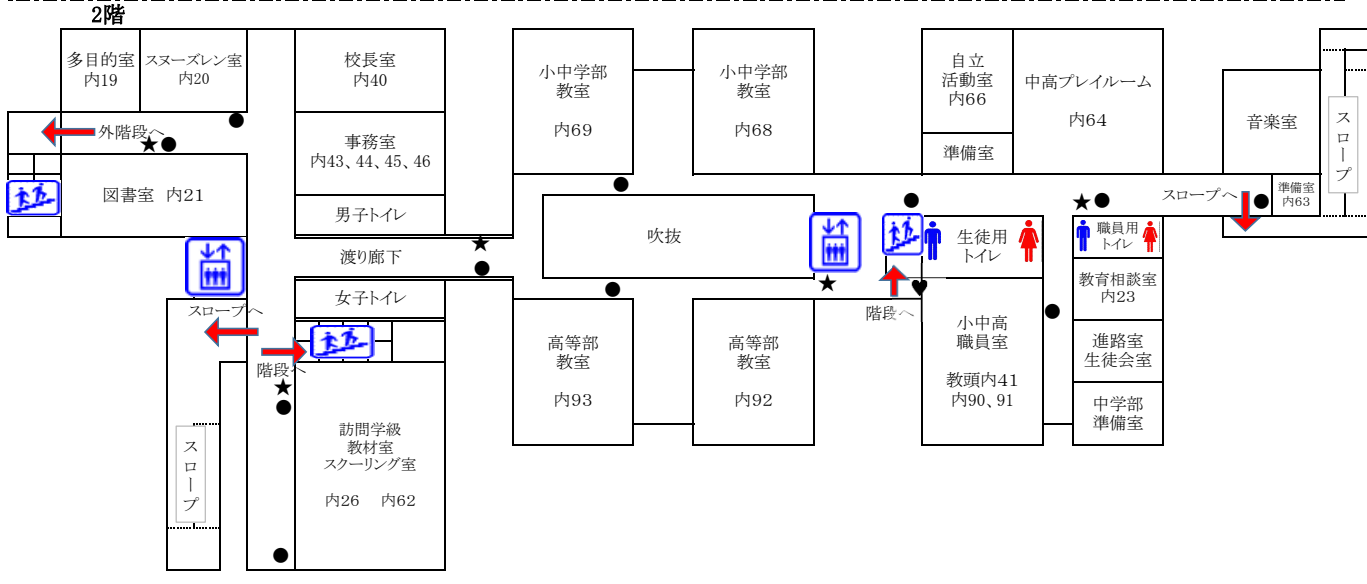 2階
多目的室
内19
スヌーズレン室
内20
校長室
内40
小中学部
教室
内69
小中学部
教室
内68
自立
活動室
内66
中高プレイルーム
内64
音楽室
スロープ
外階段へ
事務室
内43、44、45、46
準備室
図書室 内21
男子トイレ
スロープへ
準備室
内63
渡り廊下
吹抜
生徒用
トイレ
職員用
トイレ
女子トイレ
教育相談室
内23
スロープへ
階段へ
階段へ
高等部
教室
内93
高等部
教室
内92
小中高
職員室
教頭内41
内90、91
進路室
生徒会室
中学部
準備室
スロープ
訪問学級
教材室
スクーリング室
内26 内62